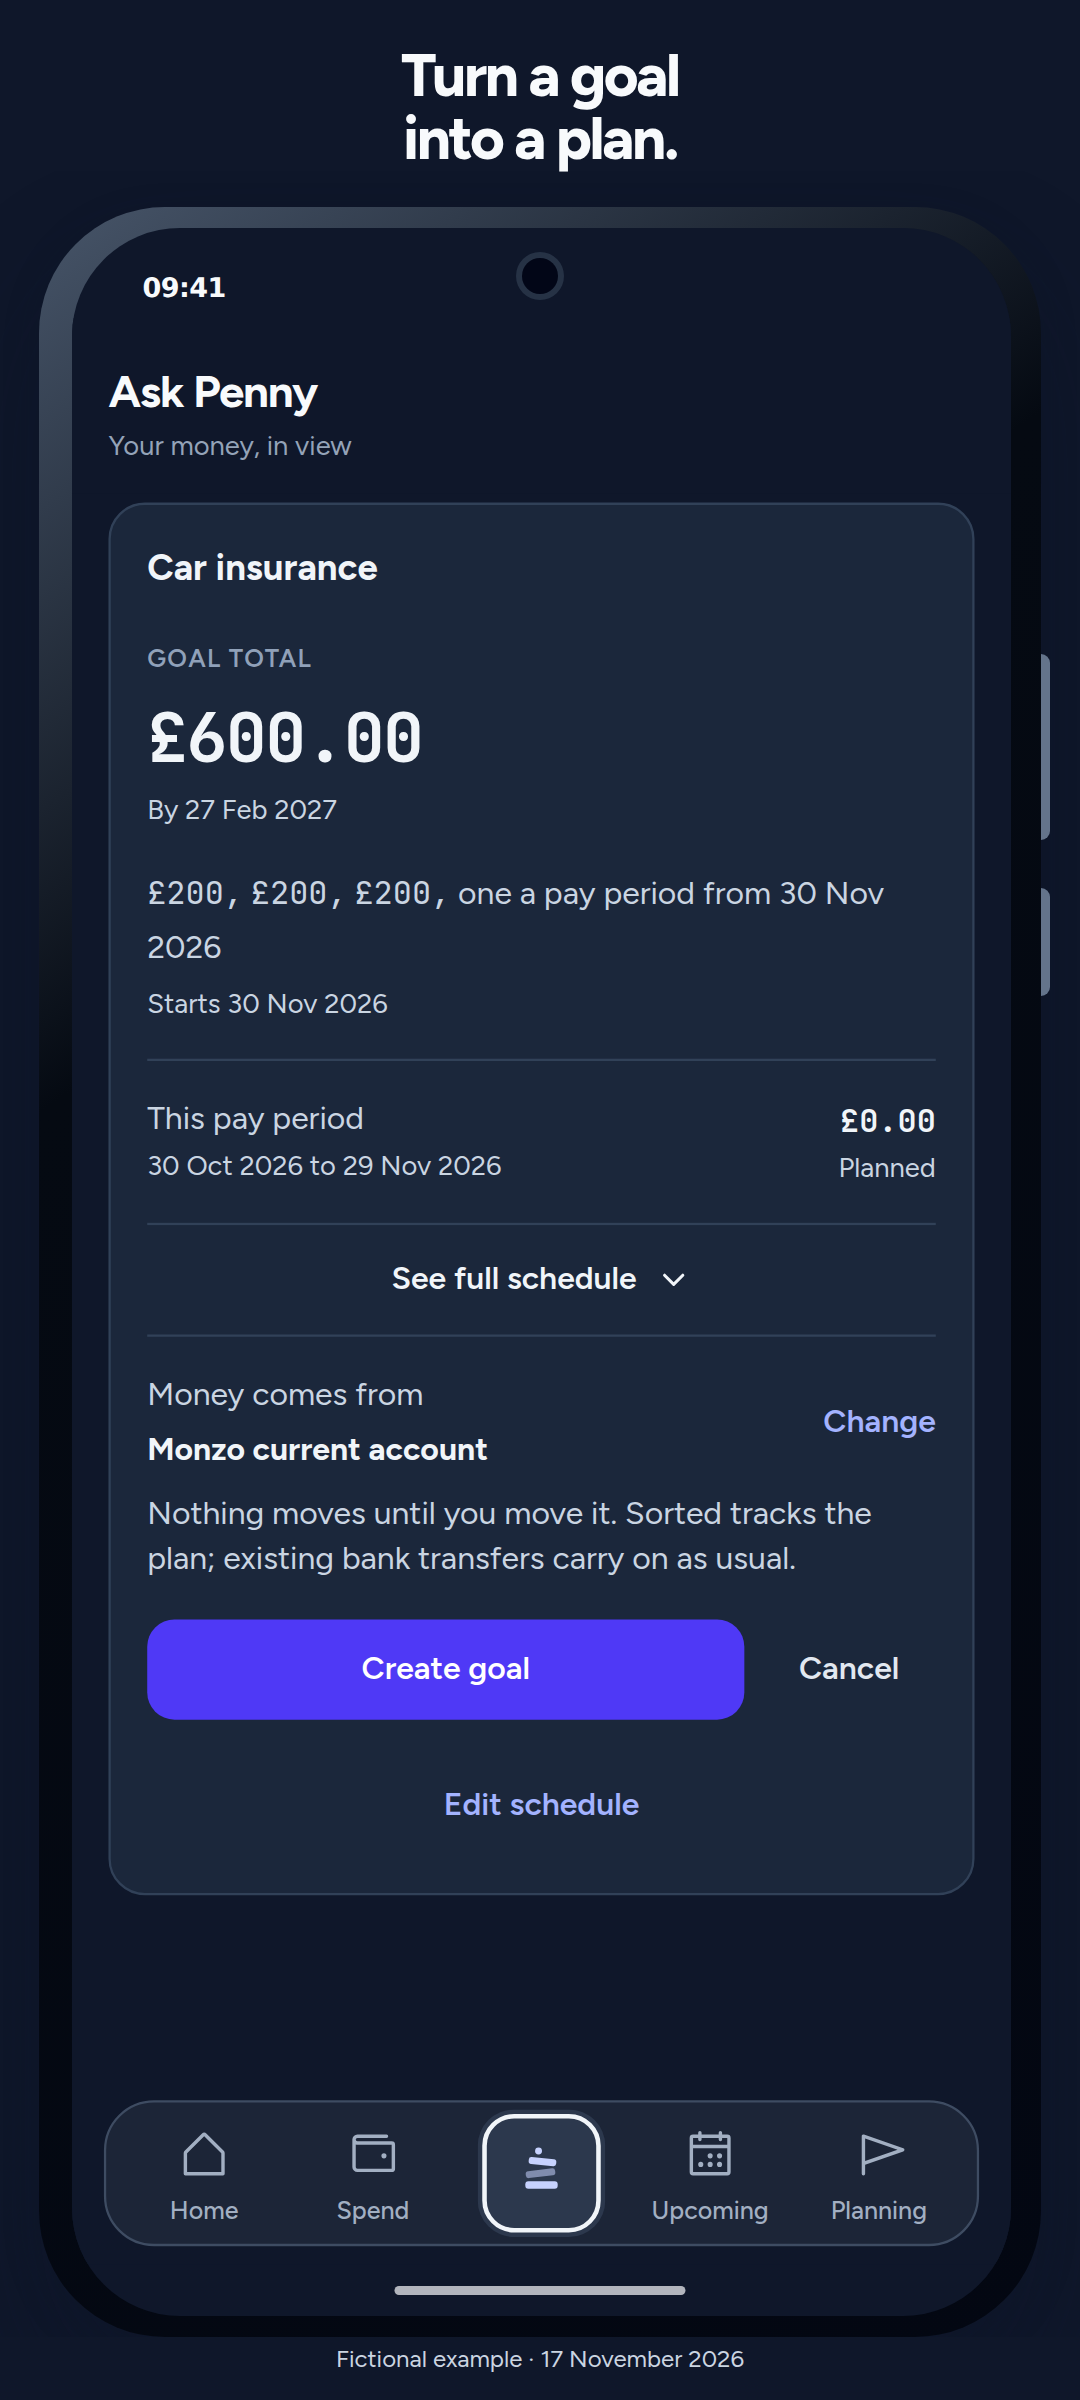 Turn a goal
into a plan.
09:41
Ask Penny
Your money, in view
Car insurance
GOAL TOTAL
£600.00
By 27 Feb 2027
£200, £200, £200, one a pay period from 30 Nov
2026
Starts 30 Nov 2026
This pay period
£0.00
30 Oct 2026 to 29 Nov 2026
Planned
See full schedule
Money comes from
Monzo current account
Change
Nothing moves until you move it. Sorted tracks the
plan; existing bank transfers carry on as usual.
Create goal
Cancel
Edit schedule
Home
Spend
Upcoming
Planning
Fictional example · 17 November 2026